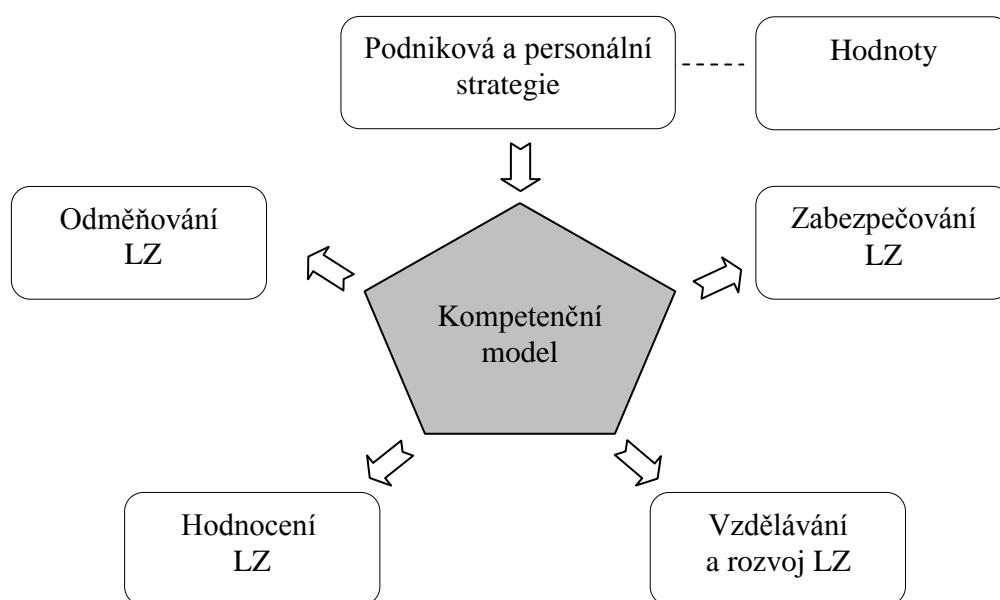 Podniková a personální
strategie
Hodnoty
Odměňování
LZ
Zabezpečování
LZ
Kompetenční
model
Hodnocení
LZ
Vzdělávání
a rozvoj LZ